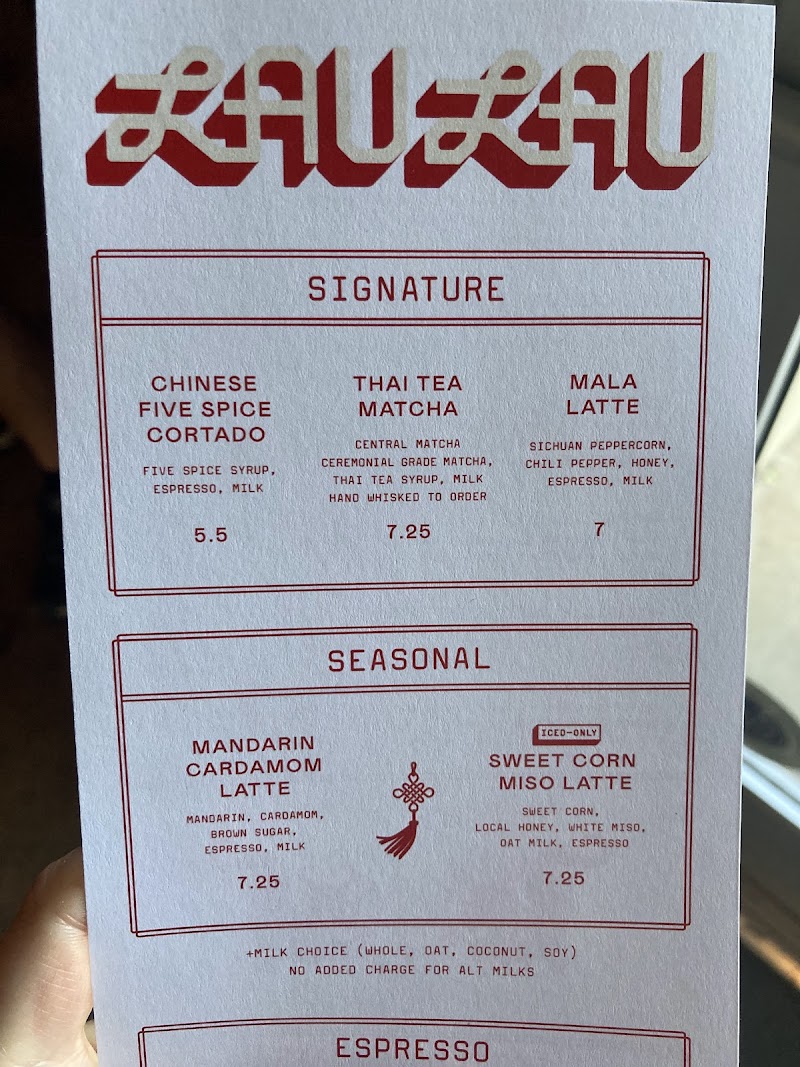 LAU LAU
SIGNATURE
CHINESE
FIVE SPICE
CORTADO
FIVE SPICE SYRUP,
ESPRESSO, MILK
5.5
THAI TEA
MATCHA
CENTRAL MATCHA
CEREMONIAL GRADE MATCHA,
THAI TEA SYRUP, MILK
HAND WHISKED TO ORDER
7.25
MALA
LATTE
SICHUAN PEPPERCORN,
CHILI PEPPER, HONEY,
ESPRESSO, MILK
7
SEASONAL
MANDARIN
CARDAMOM
LATTE
MANDARIN, CARDAMOM,
BROWN SUGAR,
ESPRESSO, MILK
7.25
ICED-ONLY
SWEET CORN
MISO LATTE
SWEET CORN,
LOCAL HONEY, WHITE MISO,
OAT MILK, ESPRESSO
7.25
+MILK CHOICE (WHOLE, OAT, COCONUT, SOY)
NO ADDED CHARGE FOR ALT MILKS
ESPRESSO